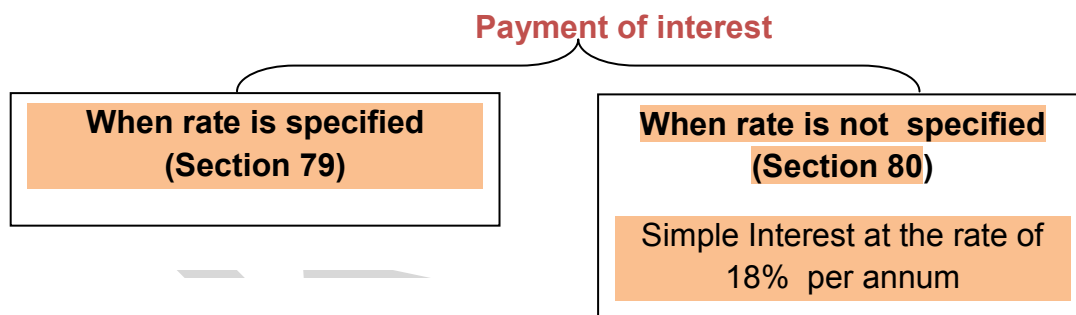 Payment of interest
When rate is specified
(Section 79)
When rate is not specified
(Section 80)
Simple Interest at the rate of
18% per annum